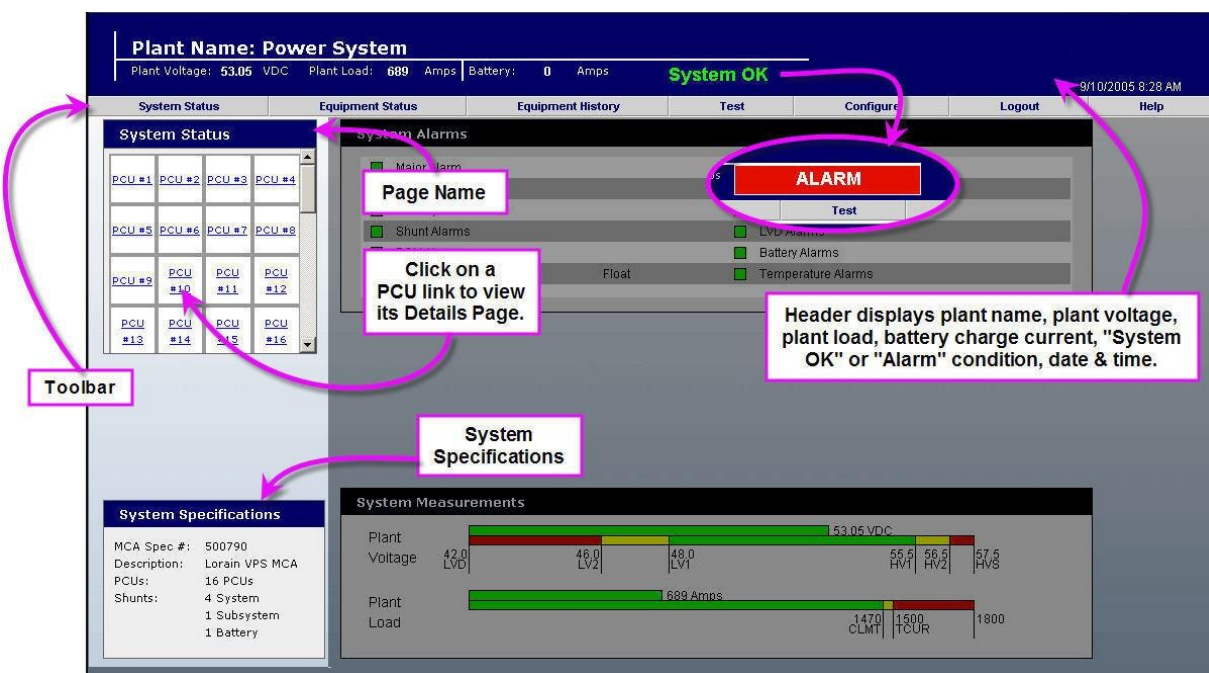 Plant Name: Power System
Plant Voltage: 53.05 VDC Plant Load: 689 Amps Battery: 0 Amps
System OK
9/10/2005 8:28 AM
System Status Equipment Status Equipment History Test Configure Logout Help
System Status
PCU #1 PCU #2 PCU #3 PCU #4
PCU #5 PCU #6 PCU #7 PCU #8
PCU #9 PCU #10 PCU #11 PCU #12
PCU #13 PCU #14 PCU #15 PCU #16
System Alarms
Major Alarm
Shunt Alarms
Float
LVD Alarms
Battery Alarms
Temperature Alarms
ALARM
Test
Page Name
Click on a
PCU link to view
its Details Page.
Header displays plant name, plant voltage,
plant load, battery charge current, "System
OK" or "Alarm" condition, date & time.
Toolbar
System
Specifications
System Specifications
MCA Spec #: 500790
Description: Lorain VPS MCA
PCUs: 16 PCUs
Shunts: 4 System
1 Subsystem
1 Battery
System Measurements
Plant
Voltage
53.05 VDC
42.0 46.0 48.0 55.5 56.5 57.5
LVD LV2 LV1 HV1 HV2 HVS
Plant
Load
689 Amps
1470 1500 1800
CLMT TCUR